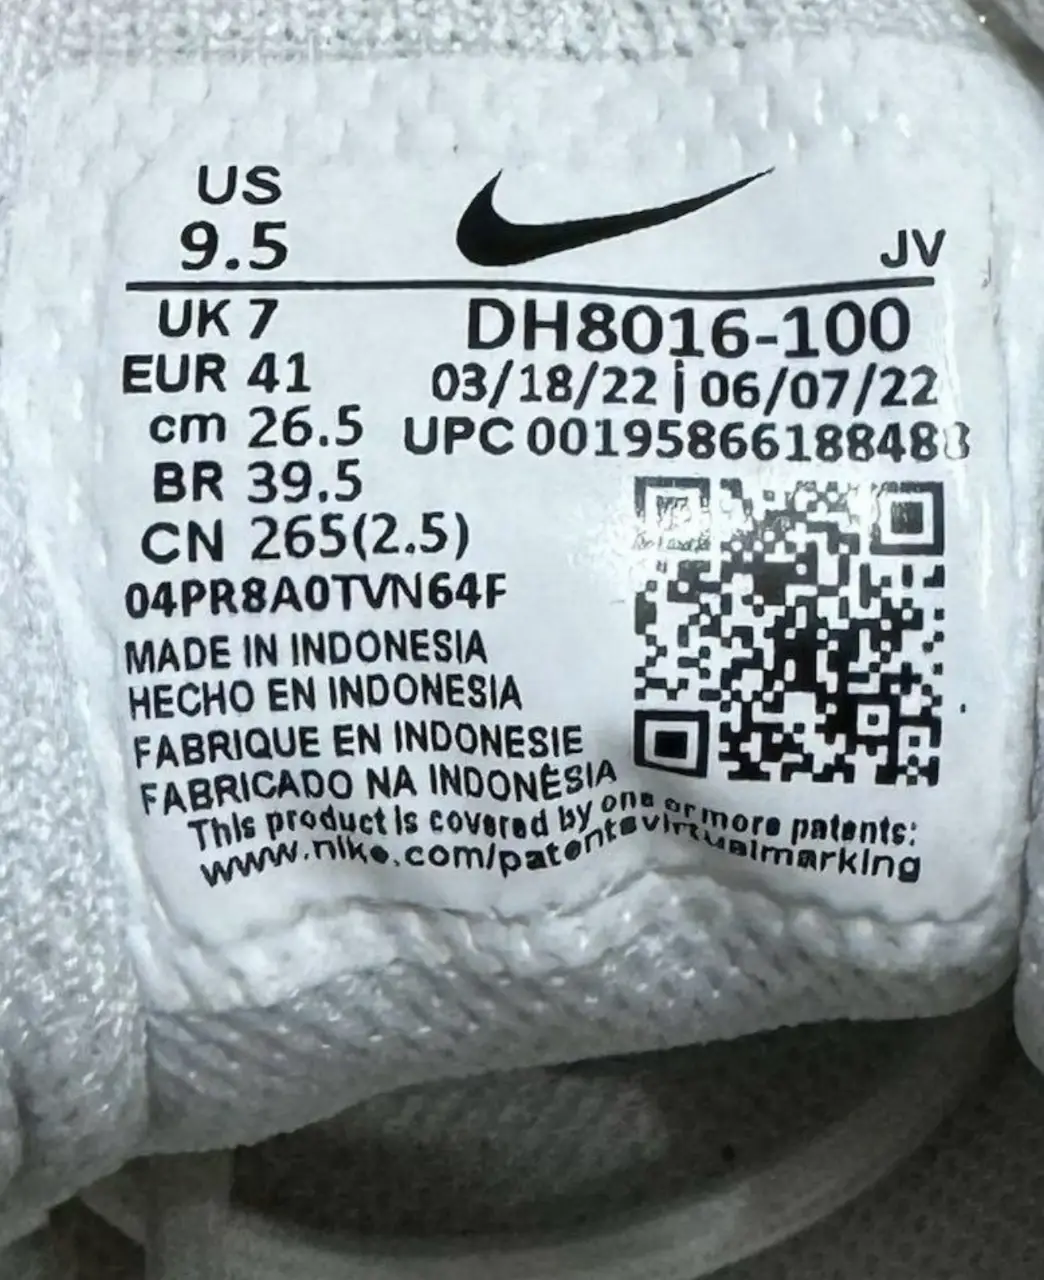 US
9.5
JV
UK 7
DH8016-100
EUR 41
03/18/22 | 06/07/22
cm 26.5
UPC 00195866188488
BR 39.5
CN 265(2.5)
04PR8A0TVN64F
MADE IN INDONESIA
HECHO EN INDONESIA
FABRIQUE EN INDONESIE
FABRICADO NA INDONÉSIA
This product is covered by one or more patents:
www.nike.com/patentsvirtualmarking